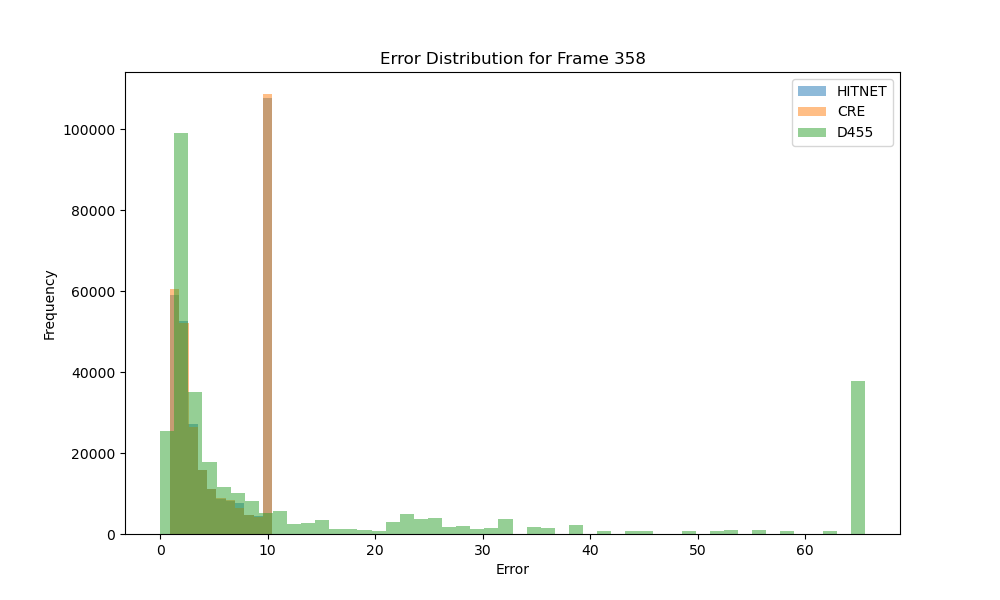 Error Distribution for Frame 358
HITNET
CRE
D455
100000
80000
60000
40000
20000
0
Frequency
0 10 20 30 40 50 60
Error